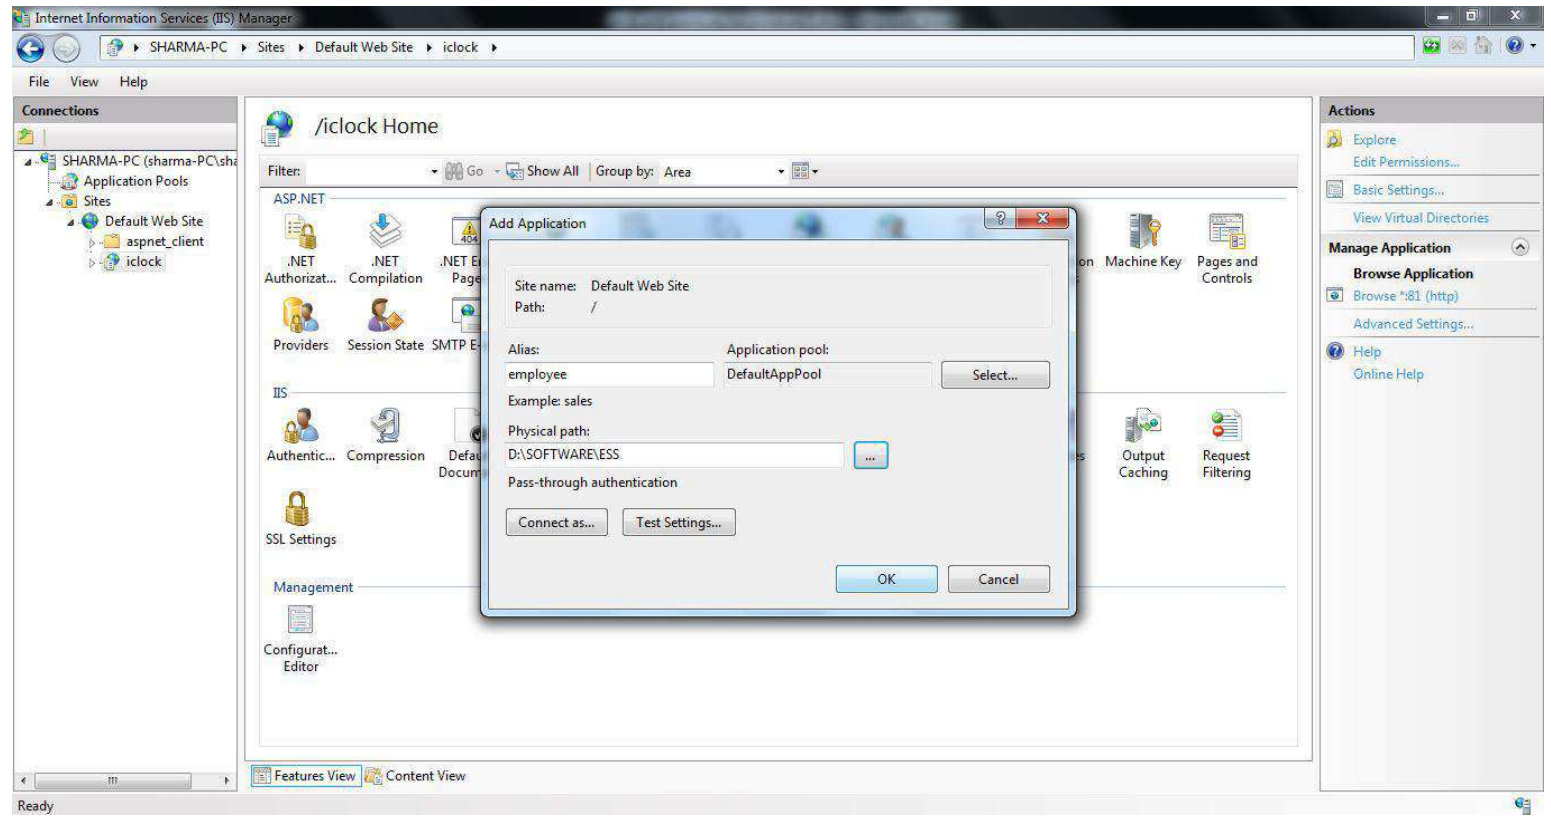 Internet Information Services (IIS) Manager
SHARMA-PC Sites Default Web Site iclock
File View Help
Connections
SHARMA-PC (sharma-PC\sha
Application Pools
Sites
Default Web Site
aspnet_client
iclock
/iclock Home
Filter: Go Show All Group by: Area
ASP.NET
.NET Authorizat...
.NET Compilation
404
.NET E
Page
on
Machine Key
Pages and Controls
Providers
Session State
SMTP E-
IIS
Authentic...
Compression
Defau
Docum
es
Output Caching
Request Filtering
SSL Settings
Management
Configurat...
Editor
Add Application
Site name: Default Web Site
Path: /
Alias:
employee
Application pool:
DefaultAppPool
Select...
Example: sales
Physical path:
D:\SOFTWARE\ESS
...
Pass-through authentication
Connect as... Test Settings...
OK Cancel
Actions
Explore
Edit Permissions...
Basic Settings...
View Virtual Directories
Manage Application
Browse Application
Browse *:81 (http)
Advanced Settings...
Help
Online Help
Features View Content View
Ready